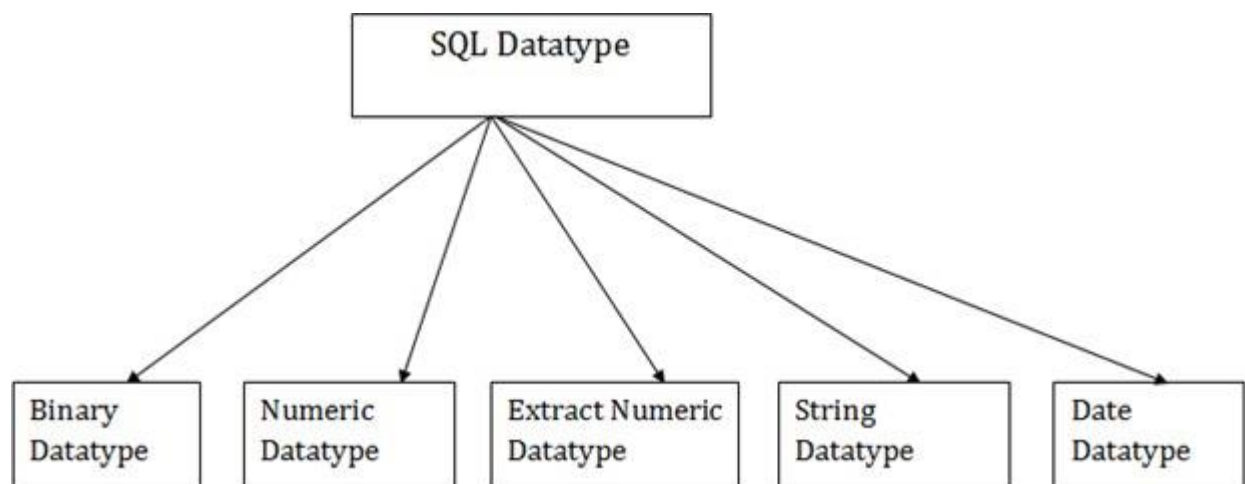 SQL Datatype
Binary
Datatype
Numeric
Datatype
Extract Numeric
Datatype
String
Datatype
Date
Datatype